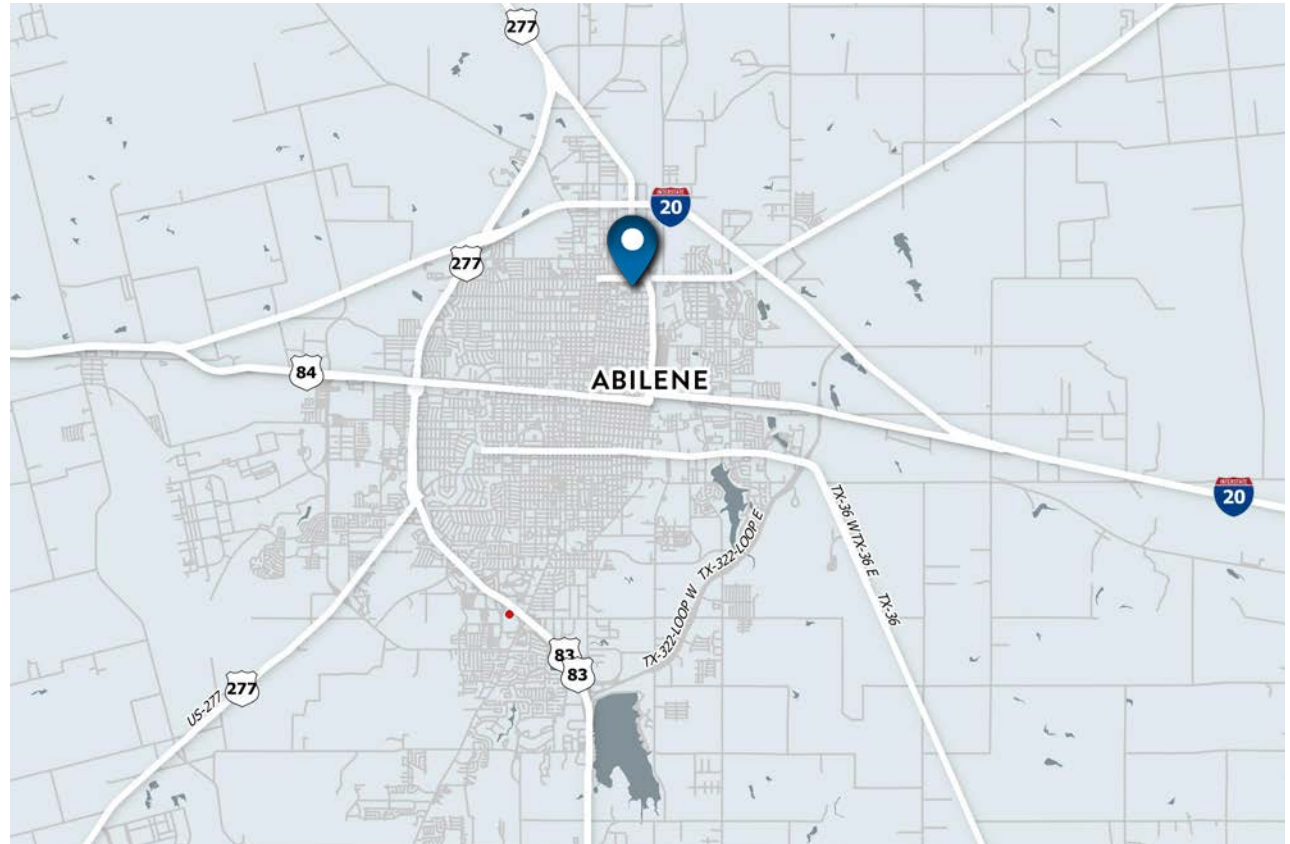 277
INTERSTATE
20
277
84
ABILENE
INTERSTATE
20
TX-36 W TX-36 E
TX-322-LOOP E
TX-36
TX-322-LOOP W
83
83
277
US-277